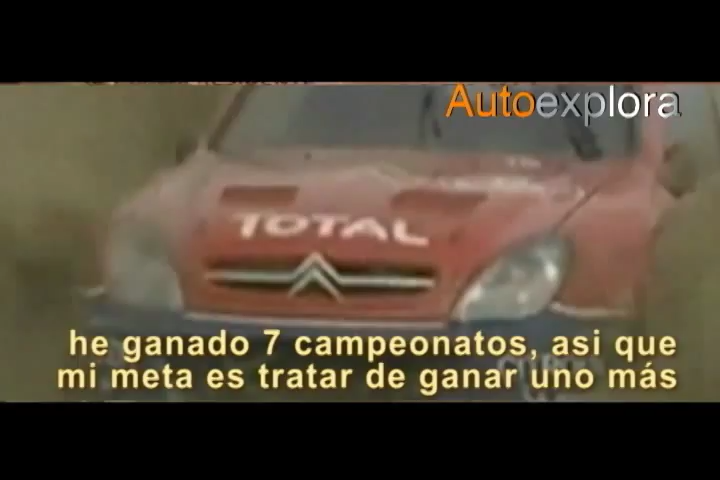 Autoexplora
TOTAL
he ganado 7 campeonatos, asi que
mi meta es tratar de ganar uno más